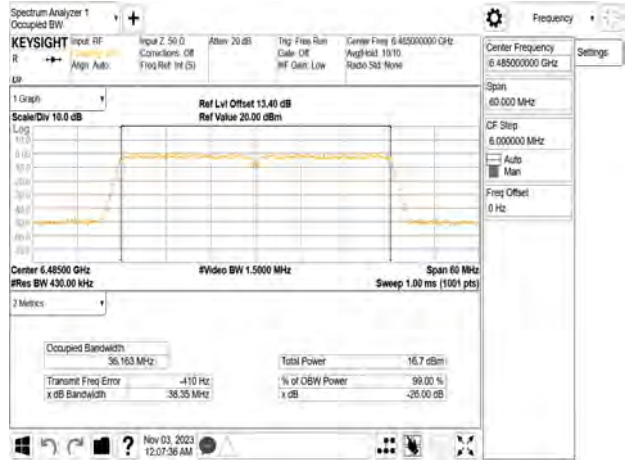 Spectrum Analyzer 1
Occupied BW
Frequency
KEYSIGHT
R
Input: RF
Align: Auto
Input Z: 50 Ω
Corrections: Off
Freq Ref: Int (S)
Atten: 20 dB
Trig: Free Run
Gate: Off
#IF Gain: Low
Center Freq: 6.485000000 GHz
Avg|Hold: 10/10
Radio Std: None
Center Frequency
6.485000000 GHz
Settings
Span
60.000 MHz
CF Step
6.000000 MHz
Auto
Man
Freq Offset
0 Hz
1 Graph
Scale/Div 10.0 dB
Ref Lvl Offset 13.40 dB
Ref Value 20.00 dBm
Log
10.0
0.00
Center 6.48500 GHz
#Res BW 430.00 kHz
#Video BW 1.5000 MHz
Span 60 MHz
Sweep 1.00 ms (1001 pts)
2 Metrics
Occupied Bandwidth
36.163 MHz
Total Power
16.7 dBm
Transmit Freq Error
-410 Hz
% of OBW Power
99.00 %
x dB Bandwidth
38.35 MHz
x dB
-26.00 dB
?
Nov 03, 2023
12:07:36 AM